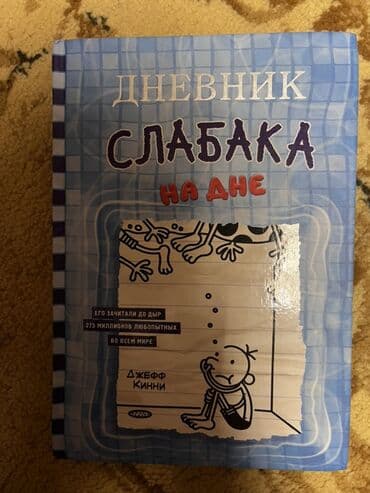 ДНЕВНИК
СЛАБАКА
НА ДНЕ
ЕГО ЗАЧИТАЛИ ДО ДЫР
275 МИЛЛИОНОВ ЛЮБОПЫТНЫХ
ВО ВСЕМ МИРЕ
ДЖЕФФ
КИННИ